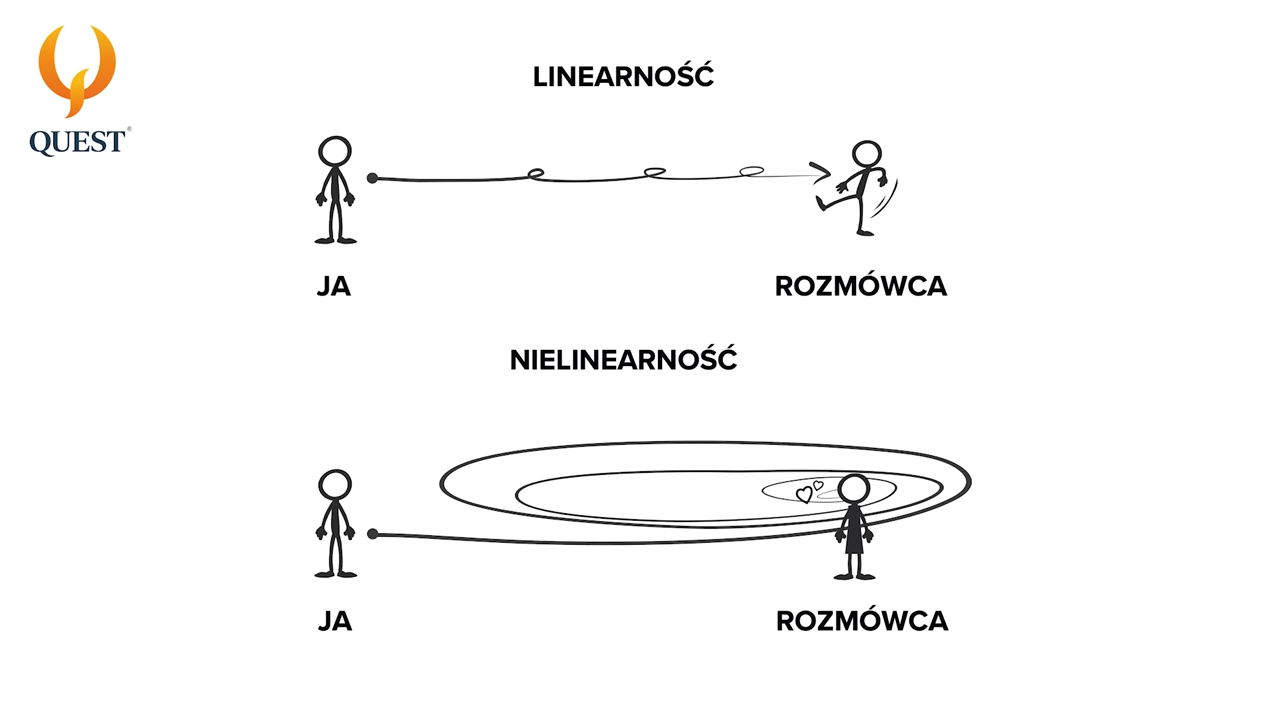 QUEST®
LINEARNOŚĆ
JA
ROZMÓWCA
NIELINEARNOŚĆ
JA
ROZMÓWCA